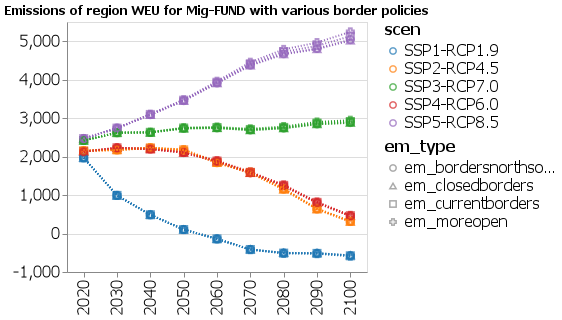 Emissions of region WEU for Mig-FUND with various border policies
5,000
4,000
3,000
2,000
1,000
0
-1,000
2020
2030
2040
2050
2060
2070
2080
2090
2100
scen
SSP1-RCP1.9
SSP2-RCP4.5
SSP3-RCP7.0
SSP4-RCP6.0
SSP5-RCP8.5
em_type
em_bordersnorthso...
em_closedborders
em_currentborders
em_moreopen